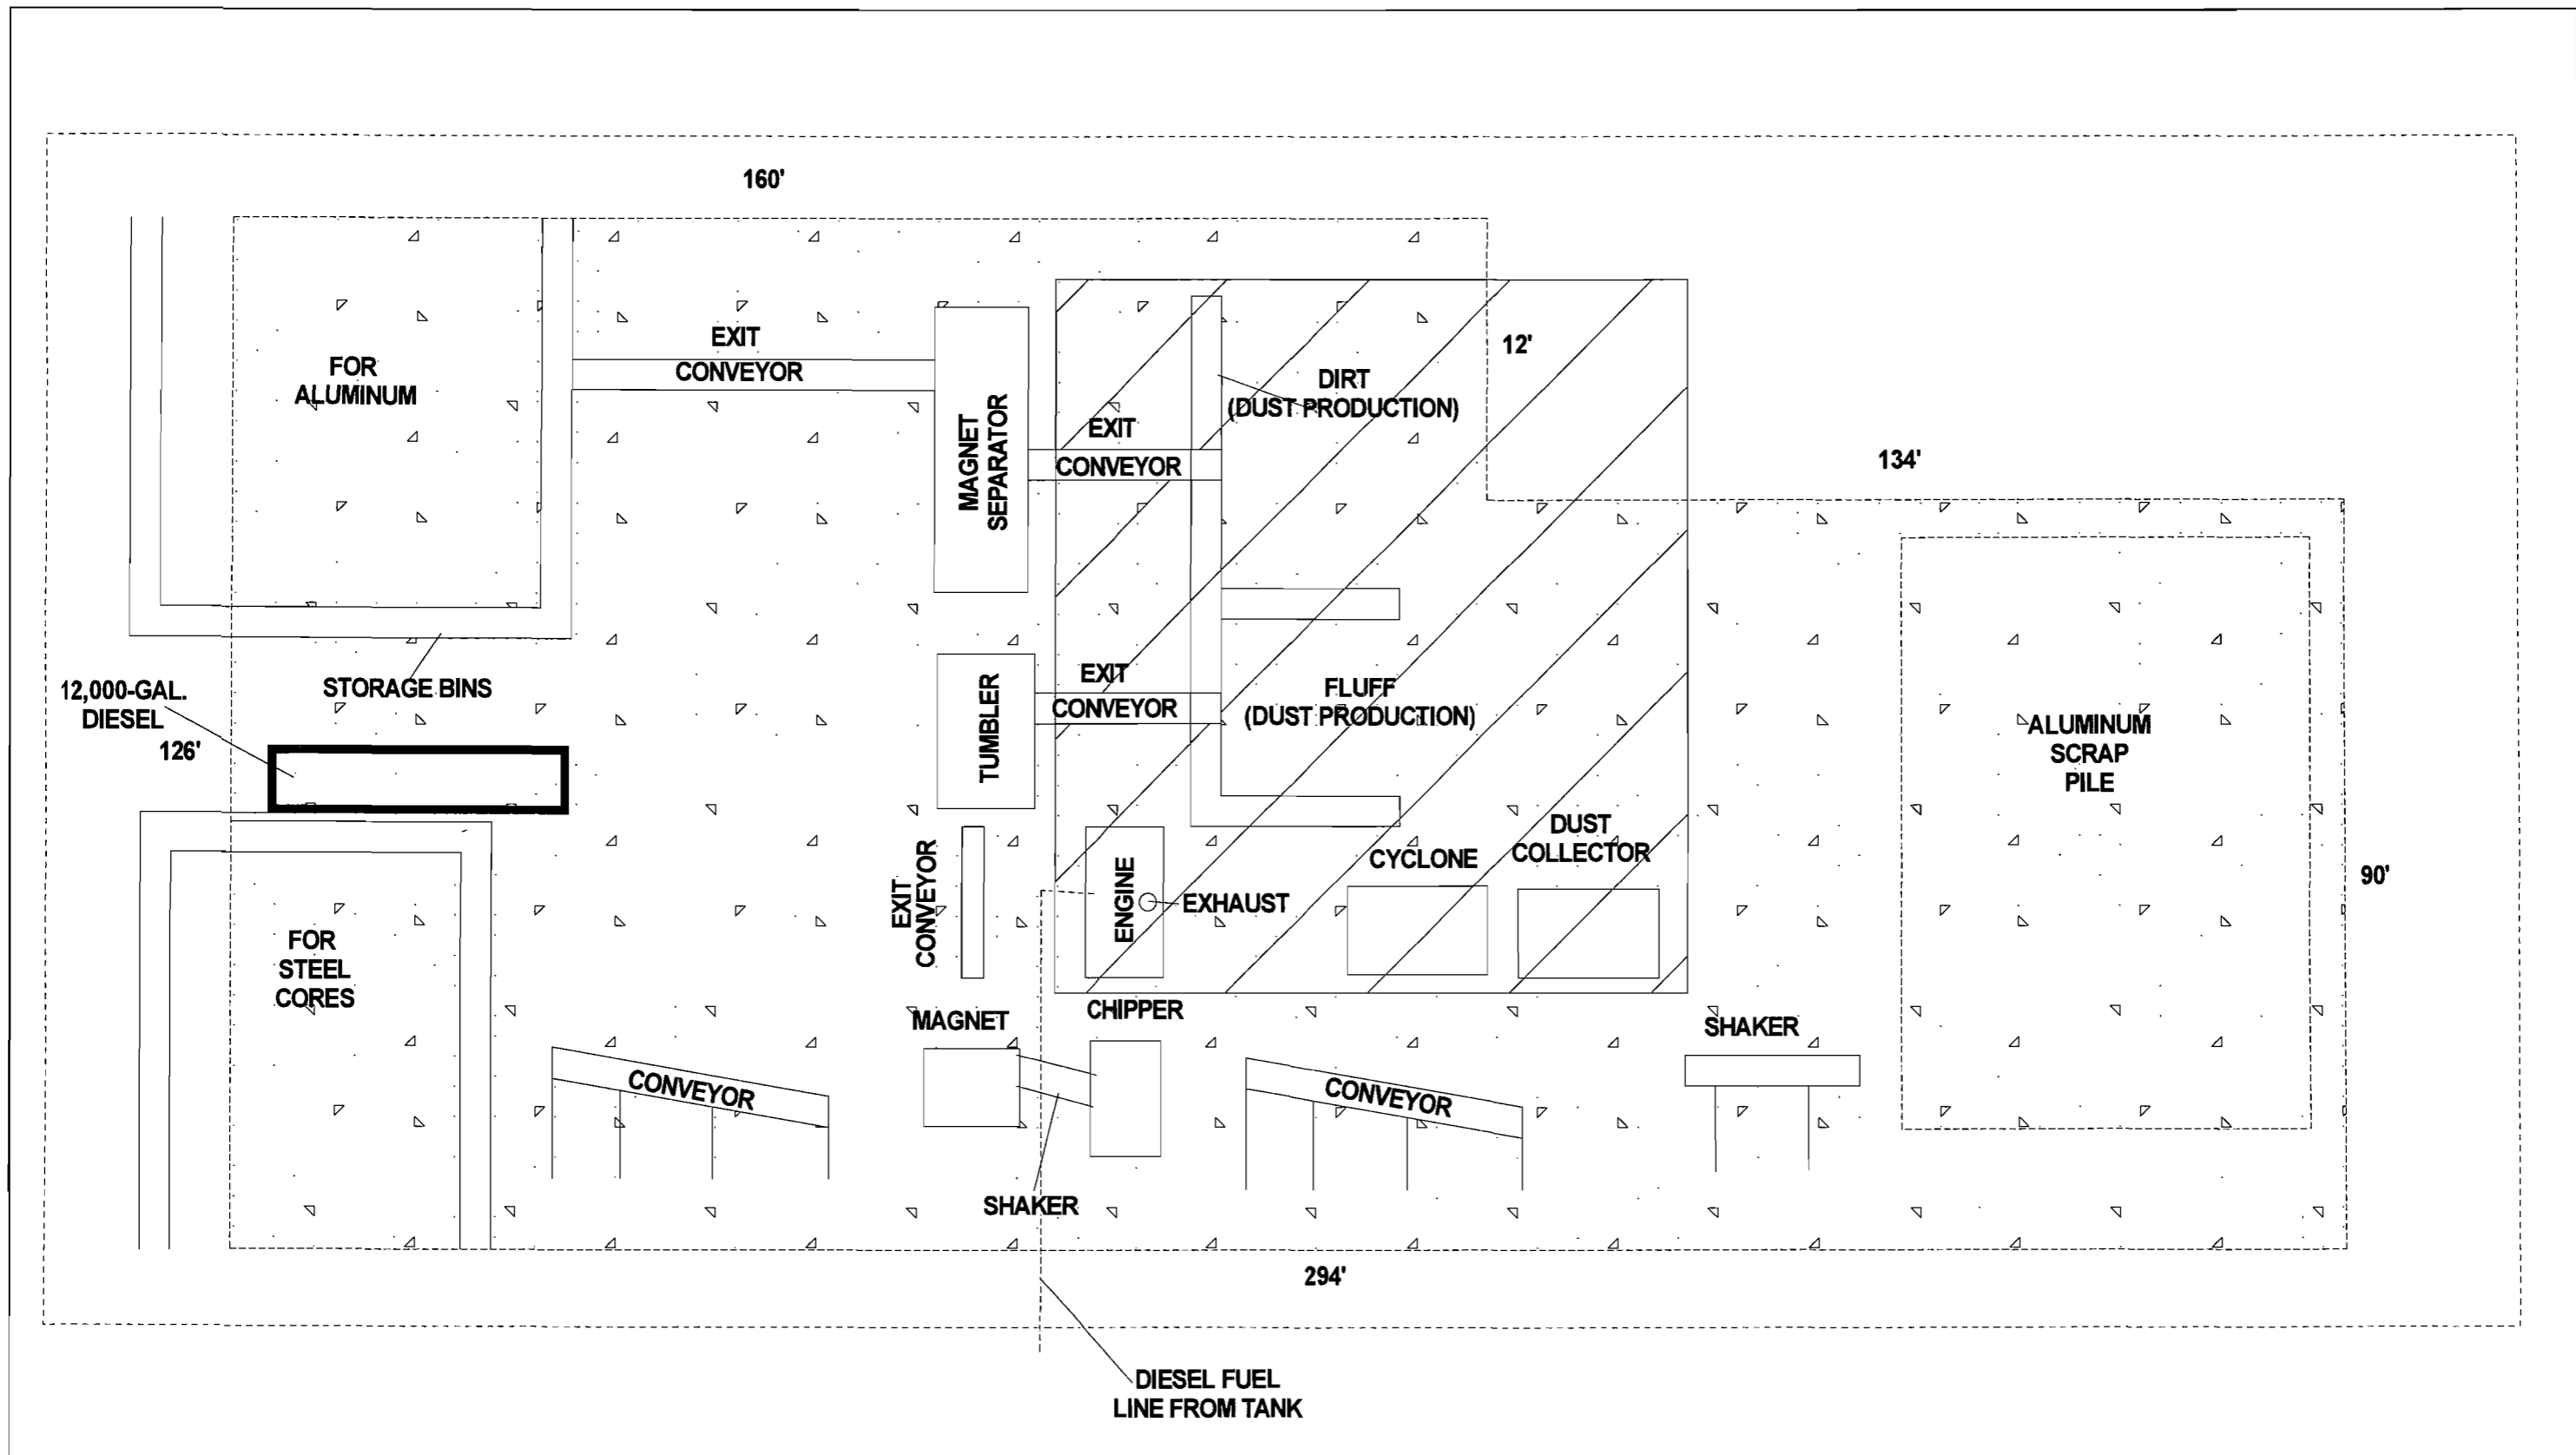 160'
FOR
ALUMINUM
EXIT
CONVEYOR
MAGNET
SEPARATOR
EXIT
CONVEYOR
DIRT
(DUST PRODUCTION)
12'
134'
12,000-GAL.
DIESEL
126'
STORAGE BINS
TUMBLER
EXIT
CONVEYOR
FLUFF
(DUST PRODUCTION)
ALUMINUM
SCRAP
PILE
90'
FOR
STEEL
CORES
EXIT
CONVEYOR
ENGINE
EXHAUST
CYCLONE
DUST
COLLECTOR
MAGNET
CHIPPER
SHAKER
CONVEYOR
CONVEYOR
SHAKER
294'
DIESEL FUEL
LINE FROM TANK